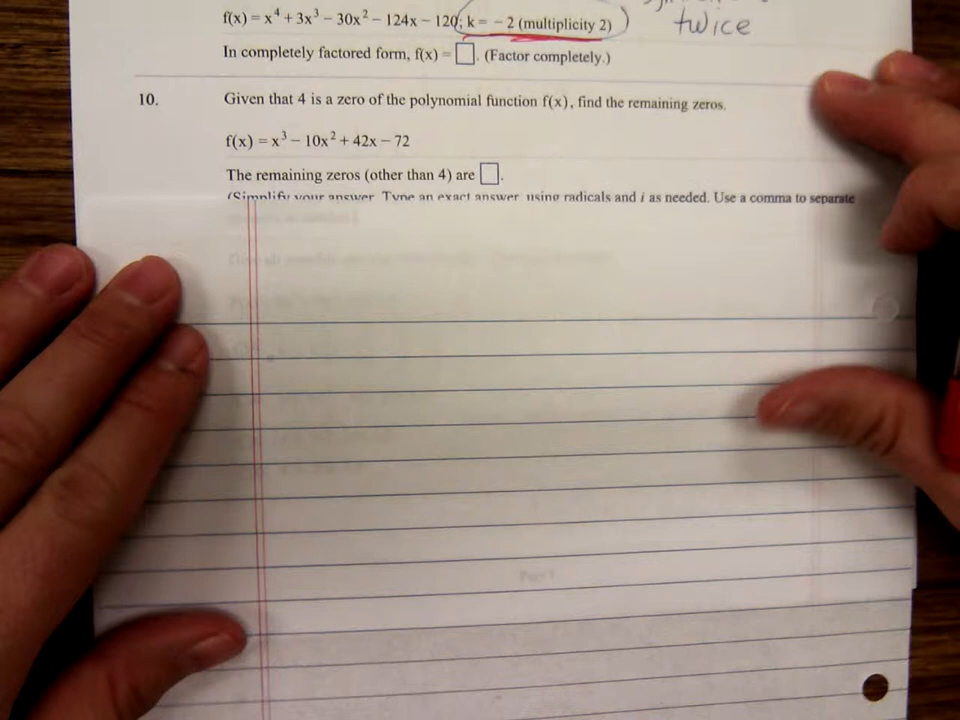 f(x) = x⁴ + 3x³ − 30x² − 124x − 120; k = − 2 (multiplicity 2)
twice
In completely factored form, f(x) = □. (Factor completely.)
10. Given that 4 is a zero of the polynomial function f(x), find the remaining zeros.
f(x) = x³ − 10x² + 42x − 72
The remaining zeros (other than 4) are □.
(Simplify your answer. Type an exact answer, using radicals and i as needed. Use a comma to separate